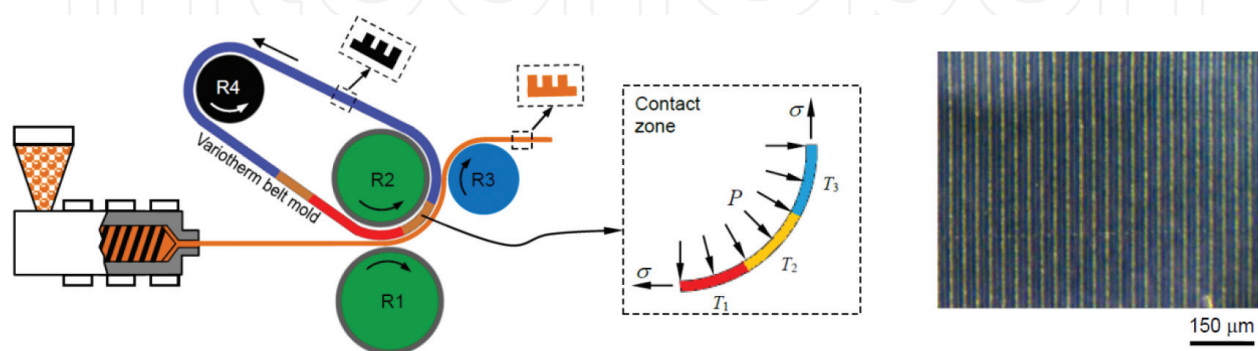 R4
Variotherm belt mold
R2
R3
R1
Contact
zone
σ
P
T3
T2
σ
T1
150 μm